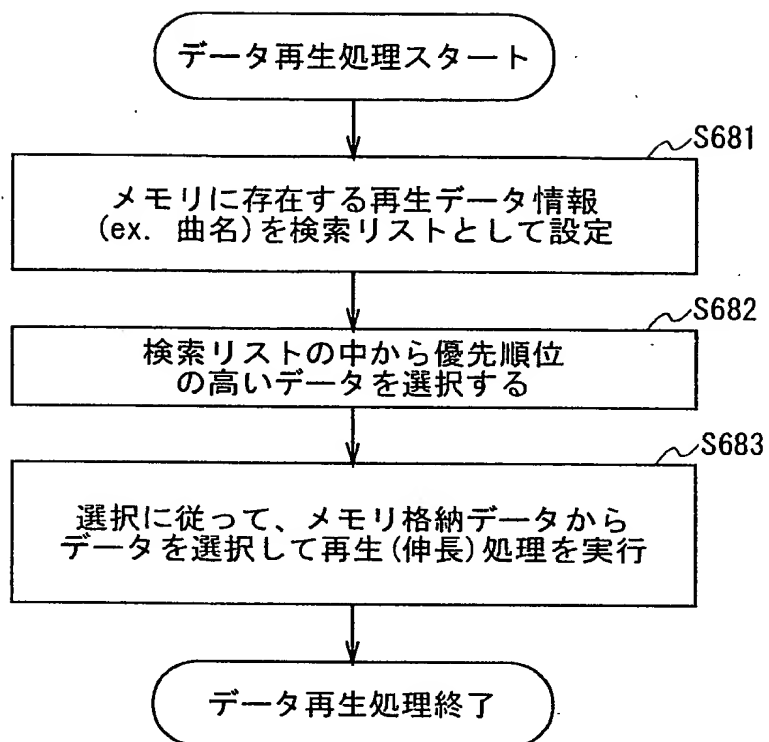 データ再生処理スタート
S681
メモリに存在する再生データ情報
(ex. 曲名)を検索リストとして設定
S682
検索リストの中から優先順位
の高いデータを選択する
S683
選択に従って、メモリ格納データから
データを選択して再生(伸長)処理を実行
データ再生処理終了